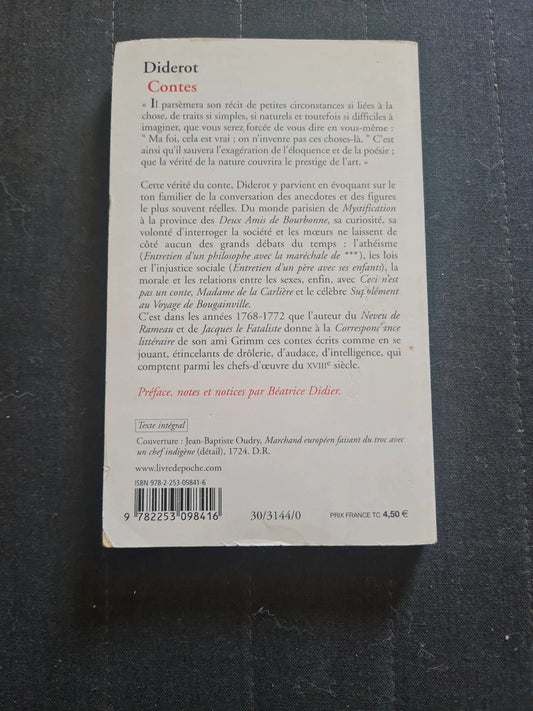 Diderot
Contes
« Il parsèmera son récit de petites circonstances si liées à la
chose, de traits si simples, si naturels et toutefois si difficiles à
imaginer, que vous serez forcée de vous dire en vous-même :
“ Ma foi, cela est vrai ; on n'invente pas ces choses-là. ” C'est
ainsi qu'il sauvera l'exagération de l'éloquence et de la poésie ;
que la vérité de la nature couvrira le prestige de l'art. »
Cette vérité du conte, Diderot y parvient en évoquant sur le
ton familier de la conversation des anecdotes et des figures
le plus souvent réelles. Du monde parisien de Mystification
à la province des Deux Amis de Bourbonne, sa curiosité, sa
volonté d'interroger la société et les mœurs ne laissent de
côté aucun des grands débats du temps : l'athéisme
(Entretien d'un philosophe avec la maréchale de ***), les lois
et l'injustice sociale (Entretien d'un père avec ses enfants), la
morale et les relations entre les sexes, enfin, avec Ceci n'est
pas un conte, Madame de la Carlière et le célèbre Supplément
au Voyage de Bougainville.
C'est dans les années 1768-1772 que l'auteur du Neveu de
Rameau et de Jacques le Fataliste donne à la Correspondance
littéraire de son ami Grimm ces contes écrits comme en se
jouant, étincelants de drôlerie, d'audace, d'intelligence, qui
comptent parmi les chefs-d'œuvre du XVIIIe siècle.
Préface, notes et notices par Béatrice Didier.
Texte intégral
Couverture : Jean-Baptiste Oudry, Marchand européen faisant du troc avec
un chef indigène (détail), 1724. D.R.
www.livredepoche.com
ISBN 978-2-253-09841-6
9 782253 098416
30/3144/0
PRIX FRANCE TC 4,50 €